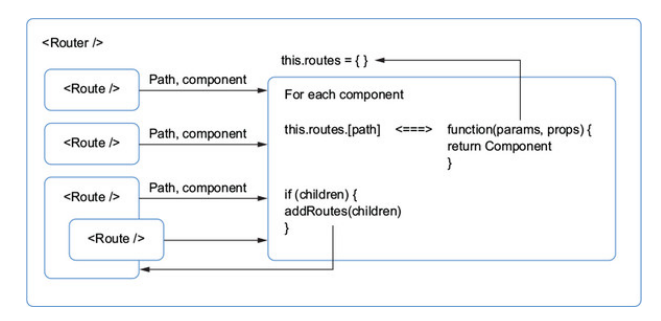 <Router />
this.routes = { }
<Route />
Path, component
For each component
<Route />
Path, component
this.routes.[path] <===> function(params, props) {
return Component
}
<Route />
Path, component
if (children) {
addRoutes(children)
}
<Route />